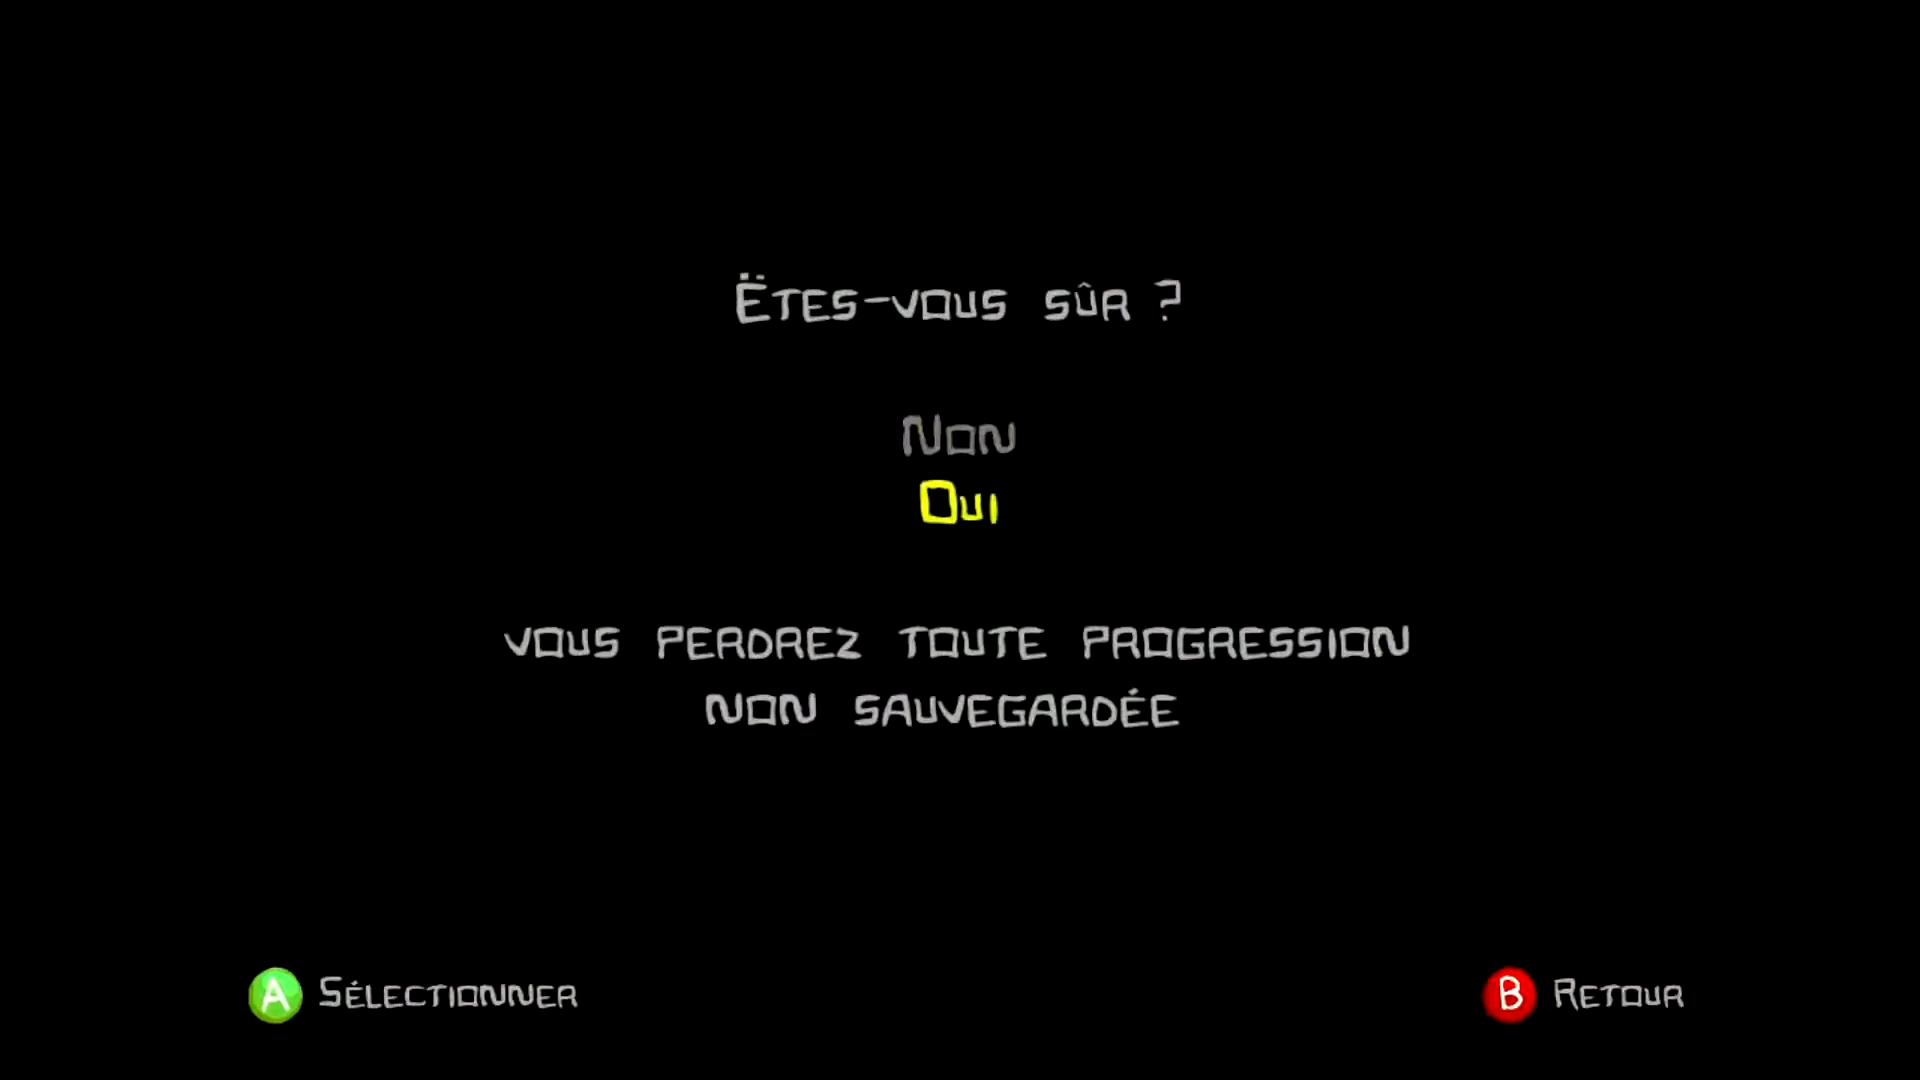 Ëtes-vous sûr ?
Non
Oui
vous perdrez toute progression
non sauvegardée
A Sélectionner
B Retour